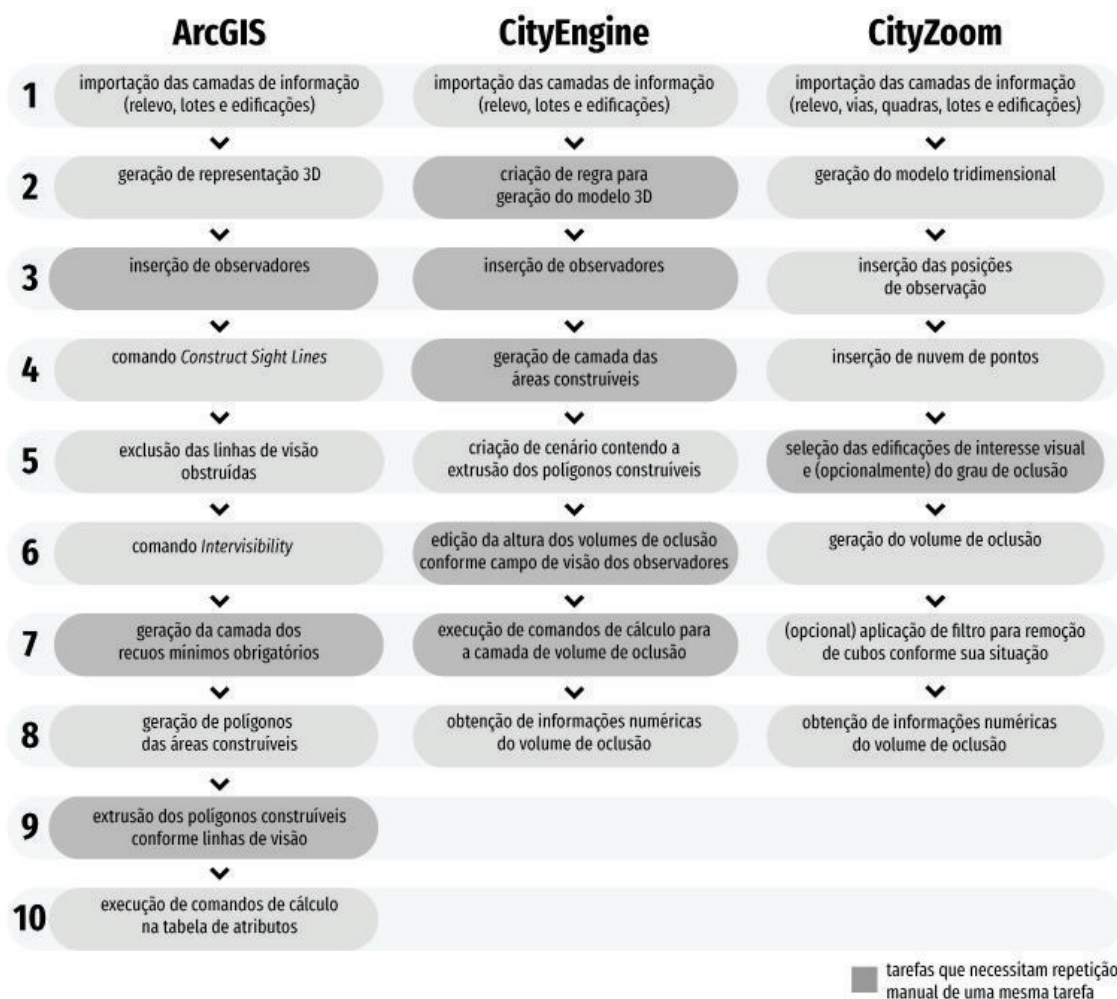 ArcGIS
CityEngine
CityZoom
1
importação das camadas de informação
(relevo, lotes e edificações)
importação das camadas de informação
(relevo, lotes e edificações)
importação das camadas de informação
(relevo, vias, quadras, lotes e edificações)
2
geração de representação 3D
criação de regra para
geração do modelo 3D
geração do modelo tridimensional
3
inserção de observadores
inserção de observadores
inserção das posições
de observação
4
comando Construct Sight Lines
geração de camada das
áreas construíveis
inserção de nuvem de pontos
5
exclusão das linhas de visão
obstruídas
criação de cenário contendo a
extrusão dos polígonos construíveis
seleção das edificações de interesse visual
e (opcionalmente) do grau de oclusão
6
comando Intervisibility
edição da altura dos volumes de oclusão
conforme campo de visão dos observadores
geração do volume de oclusão
7
geração da camada dos
recuos mínimos obrigatórios
execução de comandos de cálculo para
a camada de volume de oclusão
(opcional) aplicação de filtro para remoção
de cubos conforme sua situação
8
geração de polígonos
das áreas construíveis
obtenção de informações numéricas
do volume de oclusão
obtenção de informações numéricas
do volume de oclusão
9
extrusão dos polígonos construíveis
conforme linhas de visão
10
execução de comandos de cálculo
na tabela de atributos
tarefas que necessitam repetição
manual de uma mesma tarefa